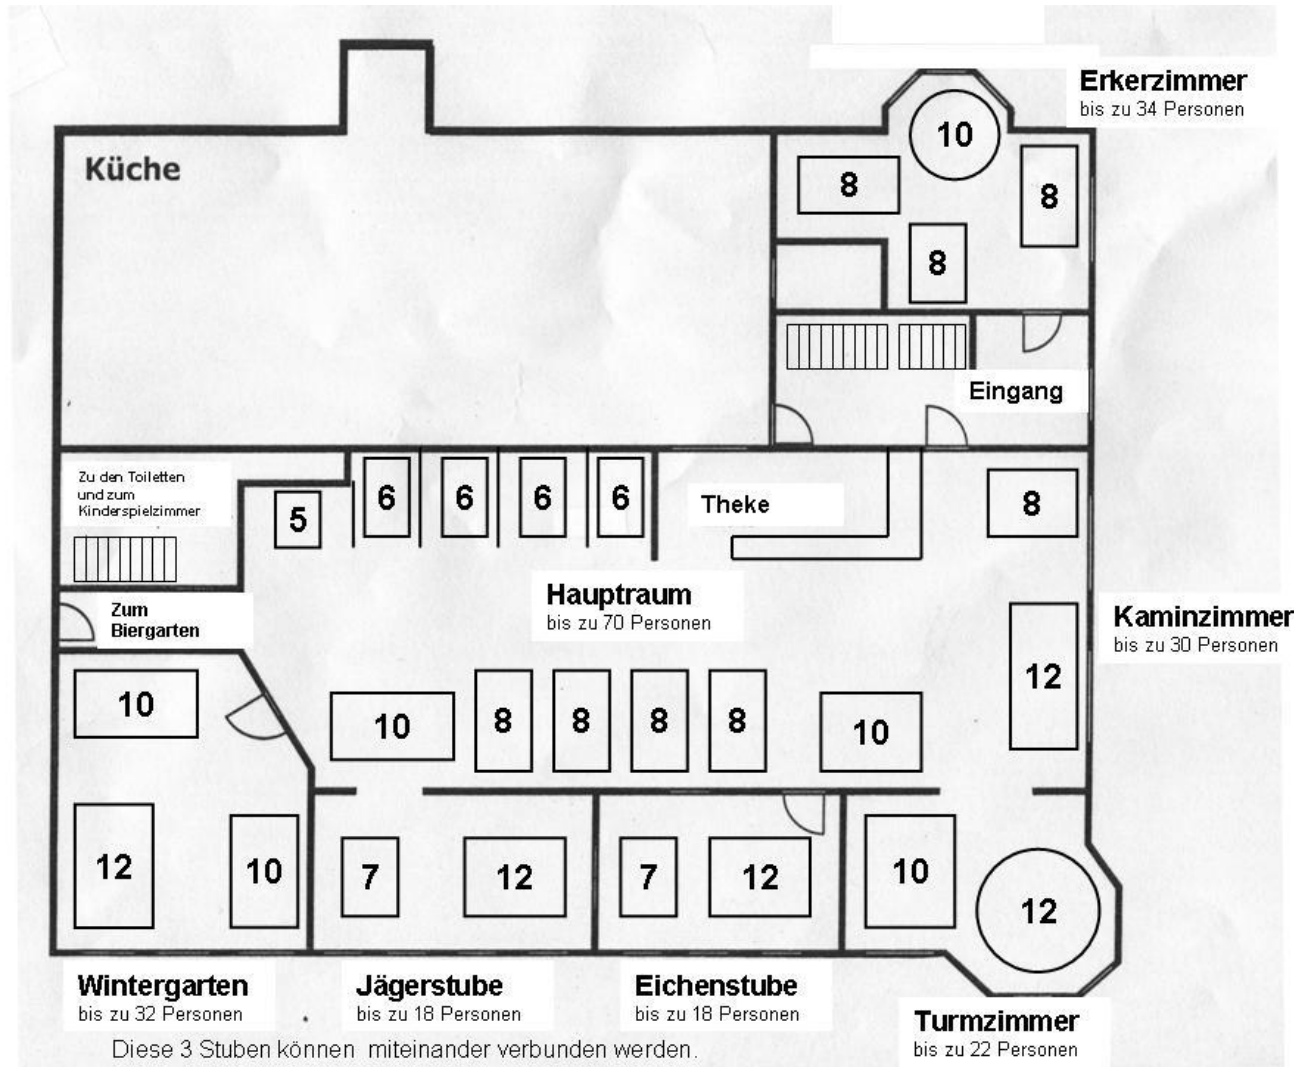 Erkerzimmer
bis zu 34 Personen
10
Küche
8
8
8
Eingang
Zu den Toiletten
und zum
Kinderspielzimmer
5
6
6
6
6
Theke
8
Hauptraum
bis zu 70 Personen
Zum
Biergarten
Kaminzimmer
bis zu 30 Personen
12
10
10
8
8
8
8
10
12
10
7
12
7
12
10
12
Wintergarten
bis zu 32 Personen
Jägerstube
bis zu 18 Personen
Eichenstube
bis zu 18 Personen
Turmzimmer
bis zu 22 Personen
Diese 3 Stuben können miteinander verbunden werden.